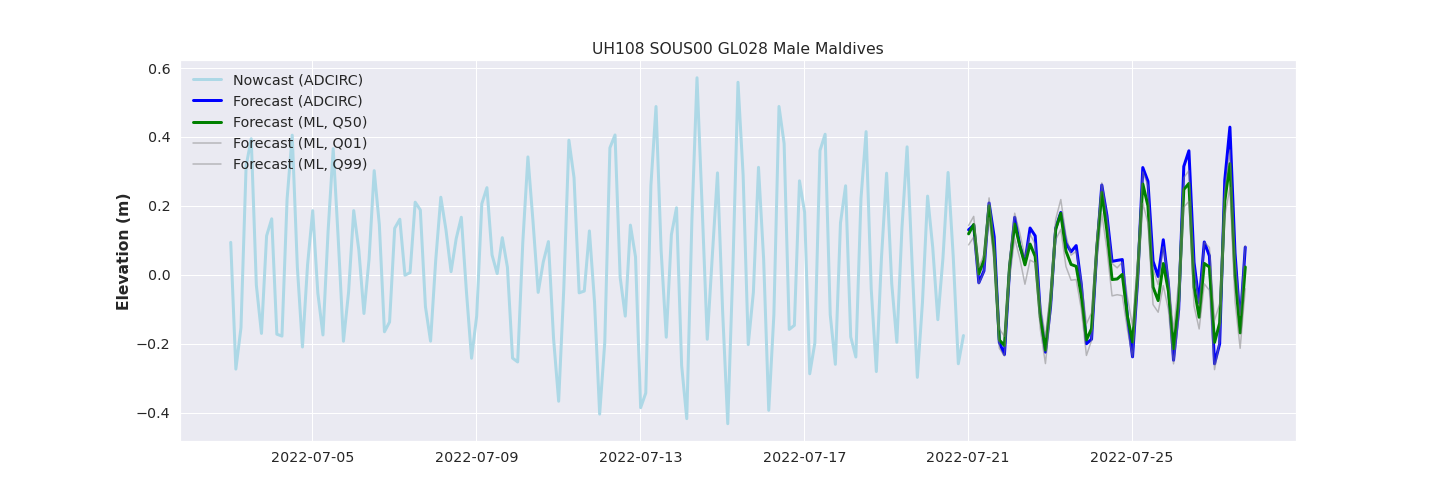 UH108 SOUS00 GL028 Male Maldives
Nowcast (ADCIRC)
Forecast (ADCIRC)
Forecast (ML, Q50)
Forecast (ML, Q01)
Forecast (ML, Q99)
Elevation (m)
0.6
0.4
0.2
0.0
−0.2
−0.4
2022-07-05 2022-07-09 2022-07-13 2022-07-17 2022-07-21 2022-07-25